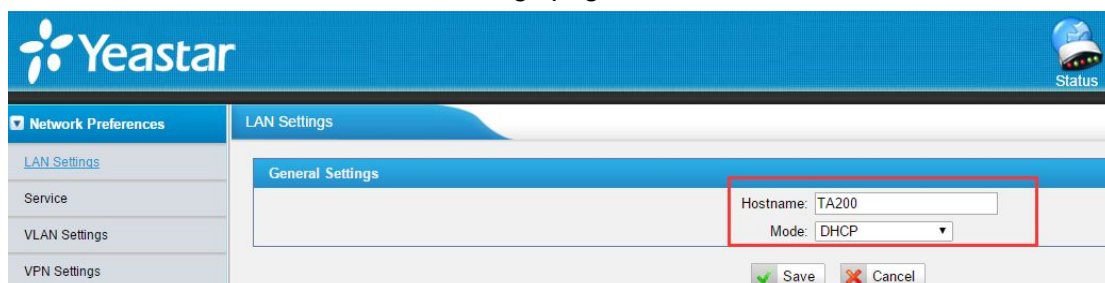 Yeastar
Status
Network Preferences
LAN Settings
LAN Settings
General Settings
Service
Hostname: TA200
VLAN Settings
Mode: DHCP
VPN Settings
Save Cancel